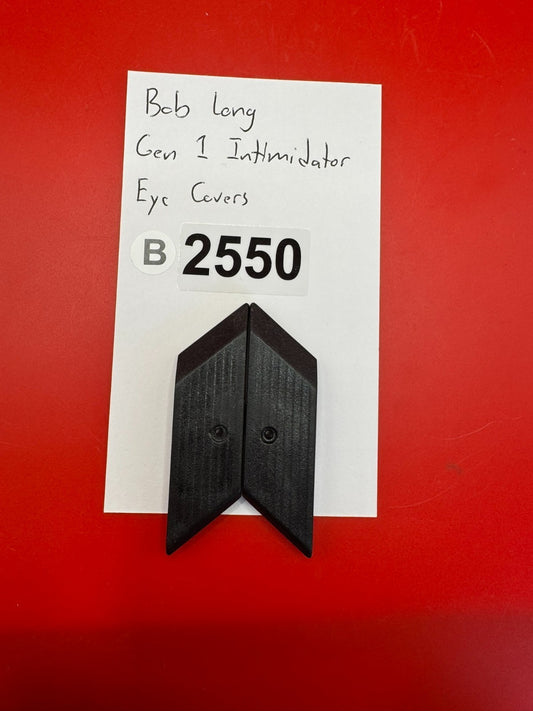 Bob Long
Gen 1 Intimidator
Eye Covers
B 2550